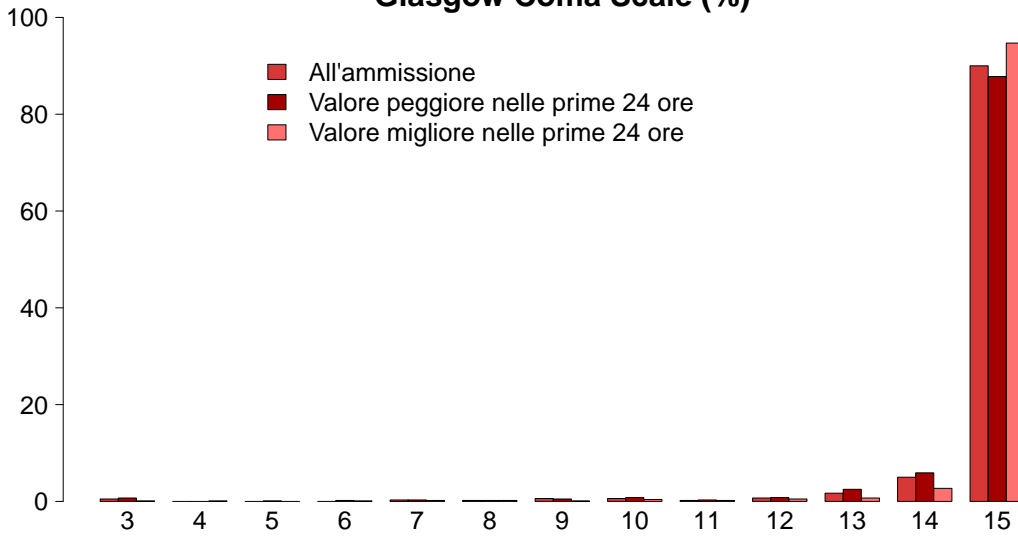 Glasgow Coma Scale (%)
100
All'ammissione
Valore peggiore nelle prime 24 ore
Valore migliore nelle prime 24 ore
80
60
40
20
0
3 4 5 6 7 8 9 10 11 12 13 14 15